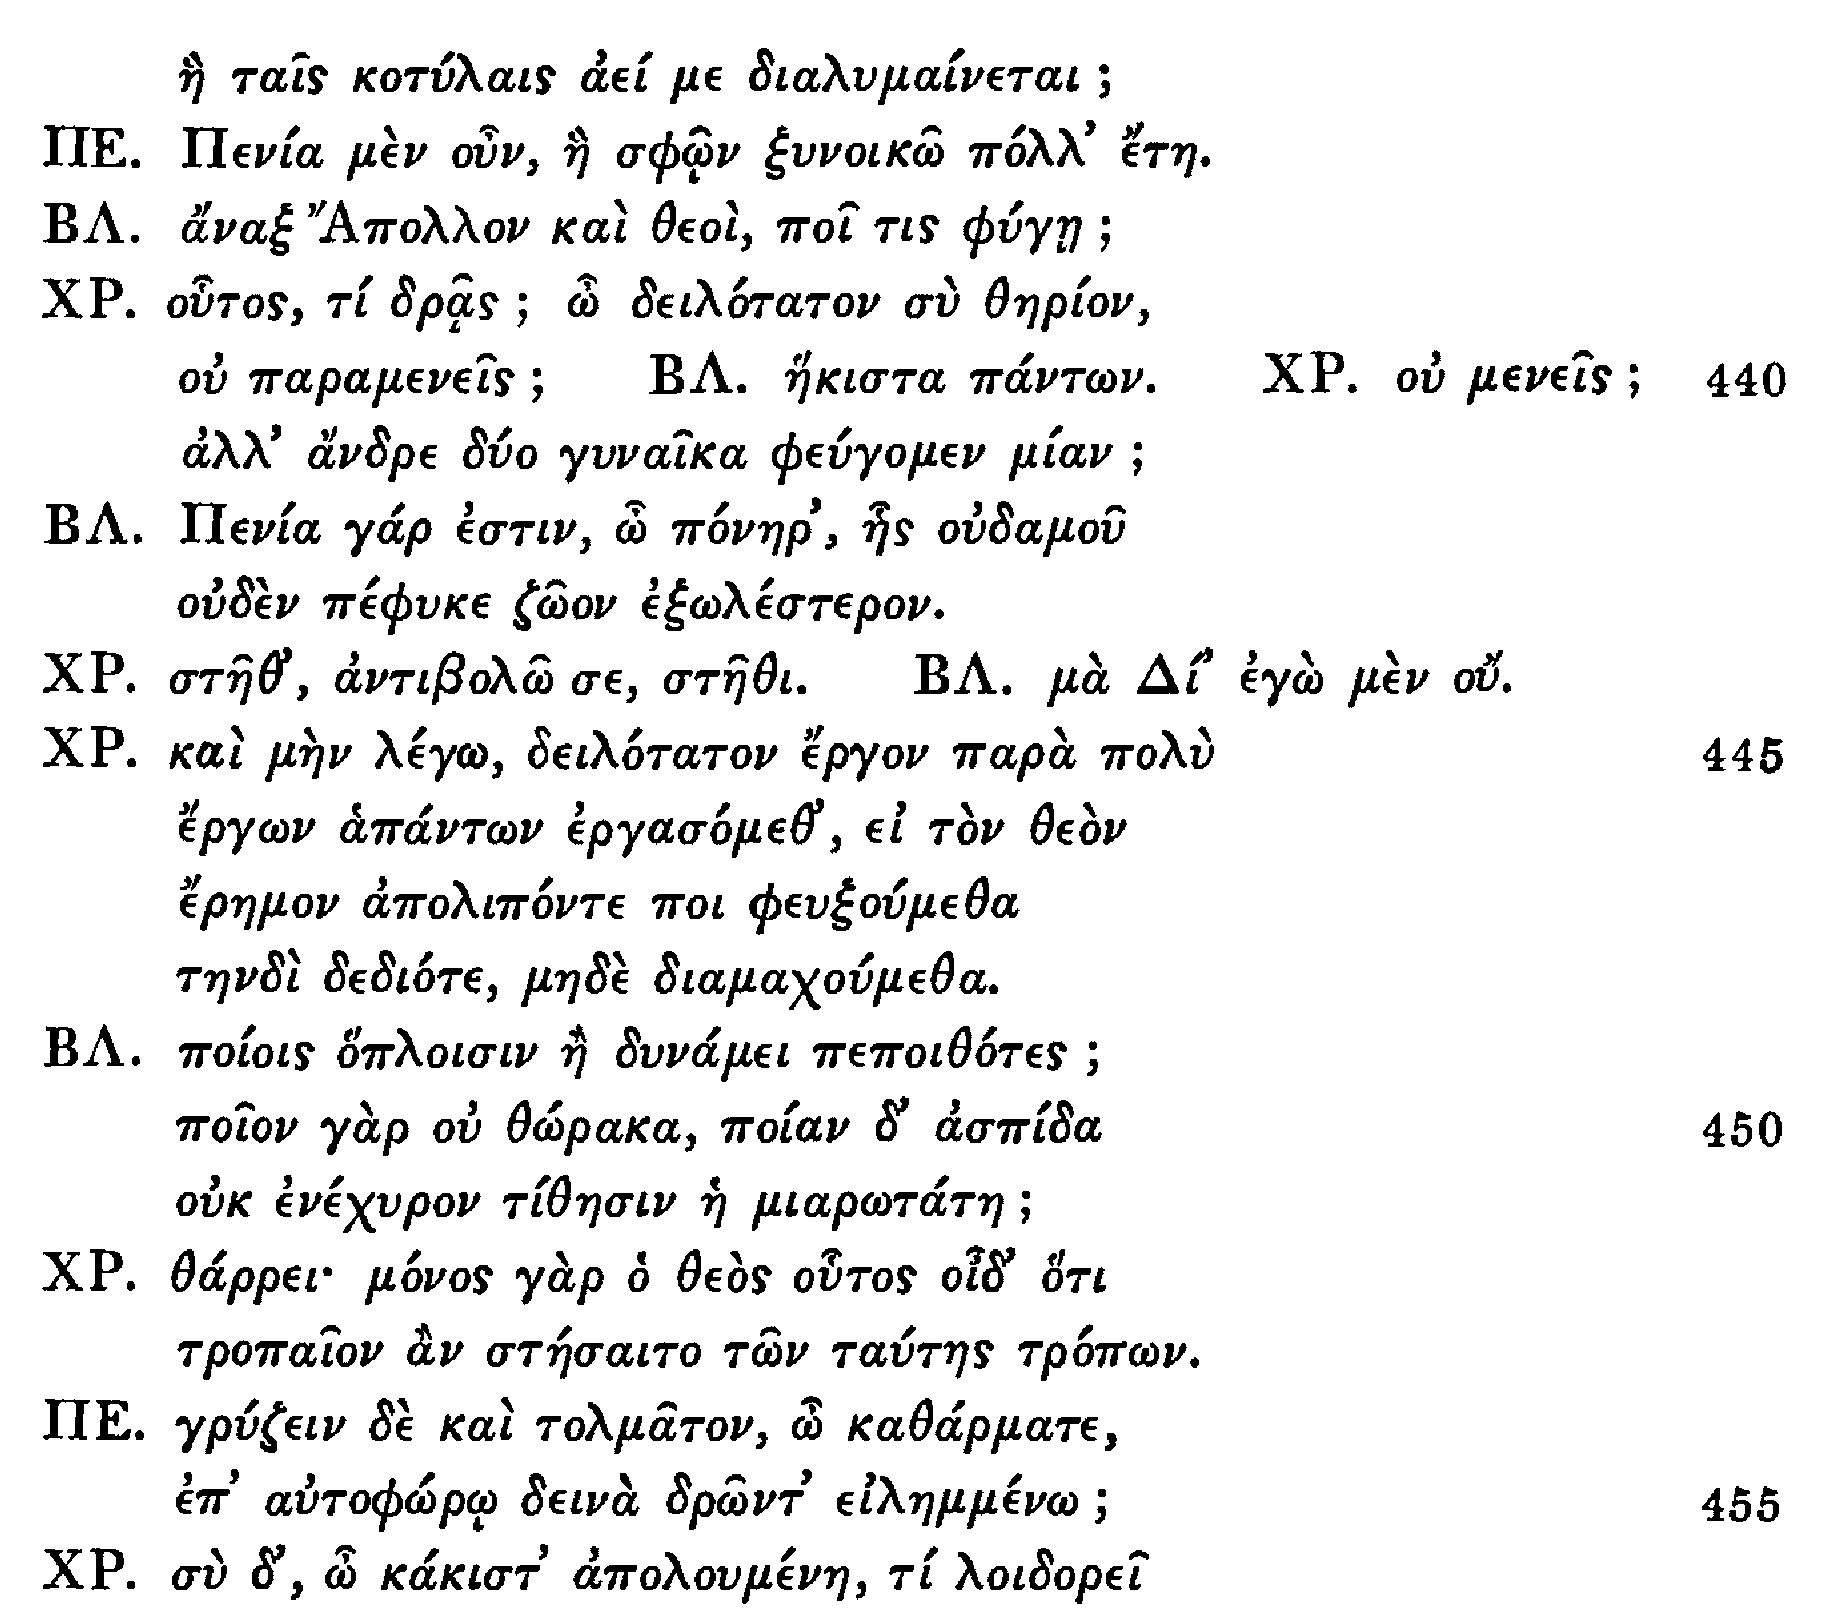 ἢ ταῖς κοτύλαις ἀεί με διαλυμαίνεται ;
ΠΕ. Πενία μὲν οὖν, ἣ σφῷν ξυνοικῶ πόλλ’ ἔτη.
ΒΛ. ἄναξ Ἄπολλον καὶ θεοὶ, ποῖ τις φύγῃ ;
ΧΡ. οὗτος, τί δρᾷς ; ὦ δειλότατον σὺ θηρίον,
οὐ παραμενεῖς ; ΒΛ. ἥκιστα πάντων. ΧΡ. οὐ μενεῖς ; 440
ἀλλ’ ἄνδρε δύο γυναῖκα φεύγομεν μίαν ;
ΒΛ. Πενία γάρ ἐστιν, ὦ πόνηρ’, ἧς οὐδαμοῦ
οὐδὲν πέφυκε ζῶον ἐξωλέστερον.
ΧΡ. στῆθ’, ἀντιβολῶ σε, στῆθι. ΒΛ. μὰ Δί’ ἐγὼ μὲν οὔ.
ΧΡ. καὶ μὴν λέγω, δειλότατον ἔργον παρὰ πολὺ 445
ἔργων ἁπάντων ἐργασόμεθ’, εἰ τὸν θεὸν
ἔρημον ἀπολιπόντε ποι φευξούμεθα
τηνδὶ δεδιότε, μηδὲ διαμαχούμεθα.
ΒΛ. ποίοις ὅπλοισιν ἢ δυνάμει πεποιθότες ;
ποῖον γὰρ οὐ θώρακα, ποίαν δ’ ἀσπίδα 450
οὐκ ἐνέχυρον τίθησιν ἡ μιαρωτάτη ;
ΧΡ. θάρρει· μόνος γὰρ ὁ θεὸς οὗτος οἶδ’ ὅτι
τροπαῖον ἂν στήσαιτο τῶν ταύτης τρόπων.
ΠΕ. γρύζειν δὲ καὶ τολμᾶτον, ὦ καθάρματε,
ἐπ’ αὐτοφώρῳ δεινὰ δρῶντ’ εἰλημμένω ; 455
ΧΡ. σὺ δ’, ὦ κάκιστ’ ἀπολουμένη, τί λοιδορεῖ